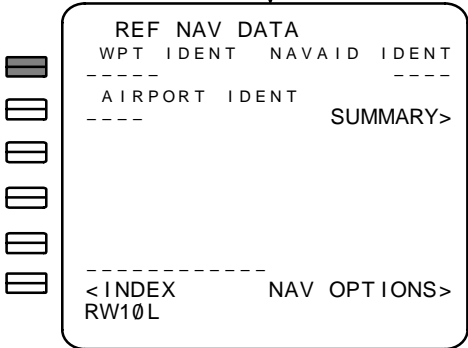 REF NAV DATA
WPT IDENT NAVAID IDENT
----- ----
AIRPORT IDENT
---- SUMMARY>
------------
<INDEX NAV OPTIONS>
RW10L